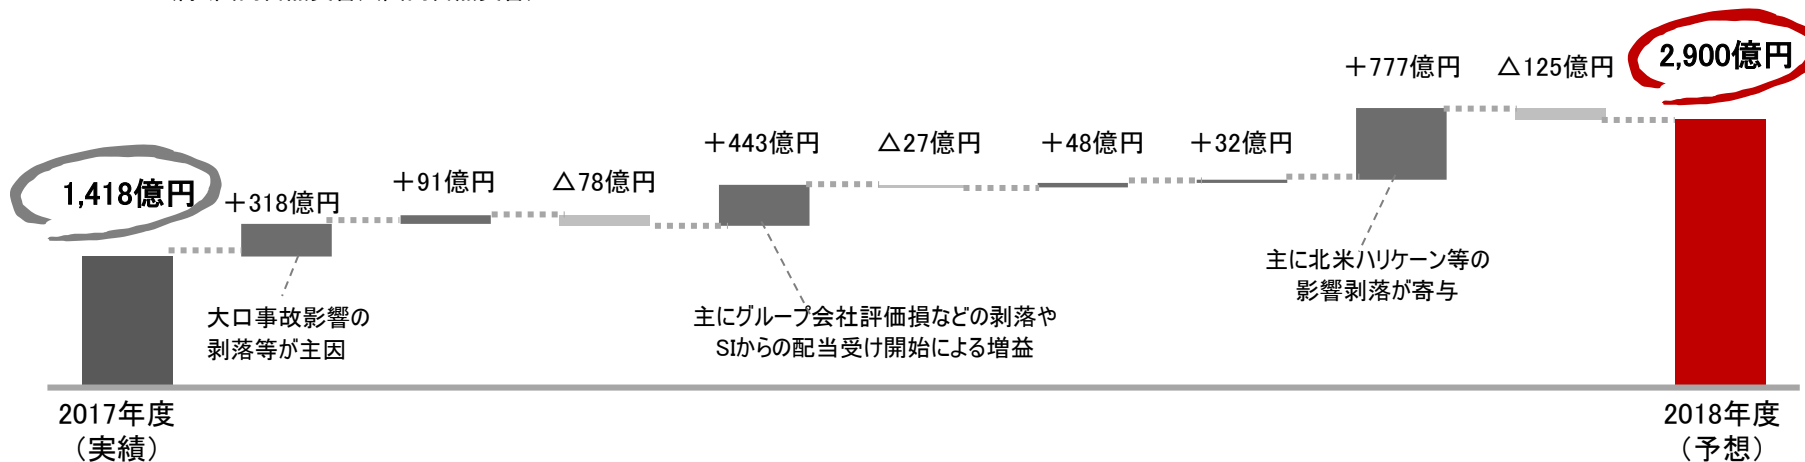 2,900億円
＋777億円
△125億円
＋443億円
△27億円
＋48億円
＋32億円
1,418億円
＋318億円
＋91億円
△78億円
主に北米ハリケーン等の
影響剥落が寄与
大口事故影響の
剥落等が主因
主にグループ会社評価損などの剥落や
SIからの配当受け開始による増益
2017年度
（実績）
2018年度
（予想）